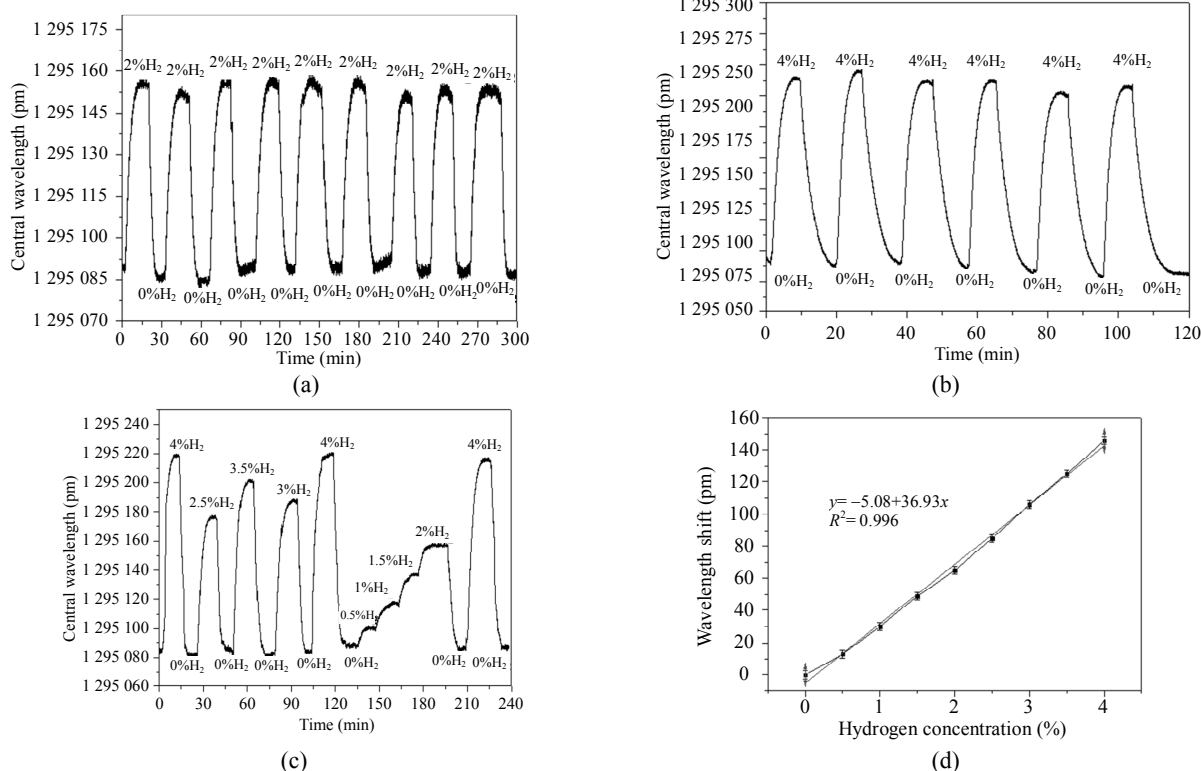 1 295 175
1 295 160
1 295 145
1 295 130
1 295 115
1 295 100
1 295 085
1 295 070
Central wavelength (pm)
2%H₂ 2%H₂ 2%H₂ 2%H₂ 2%H₂ 2%H₂ 2%H₂ 2%H₂ 2%H₂
0%H₂ 0%H₂ 0%H₂ 0%H₂ 0%H₂ 0%H₂ 0%H₂ 0%H₂ 0%H₂
0 30 60 90 120 150 180 210 240 270 300
Time (min)
(a)
1 295 300
1 295 275
1 295 250
1 295 225
1 295 200
1 295 175
1 295 150
1 295 125
1 295 100
1 295 075
1 295 050
Central wavelength (pm)
4%H₂ 4%H₂ 4%H₂ 4%H₂ 4%H₂ 4%H₂
0%H₂ 0%H₂ 0%H₂ 0%H₂ 0%H₂ 0%H₂ 0%H₂
0 20 40 60 80 100 120
Time (min)
(b)
1 295 240
1 295 220
1 295 200
1 295 180
1 295 160
1 295 140
1 295 120
1 295 100
1 295 080
1 295 060
Central wavelength (pm)
4%H₂ 2.5%H₂ 3.5%H₂ 3%H₂ 4%H₂ 0.5%H₂ 1%H₂ 1.5%H₂ 2%H₂ 4%H₂
0%H₂ 0%H₂ 0%H₂ 0%H₂ 0%H₂ 0%H₂ 0%H₂
0 30 60 90 120 150 180 210 240
Time (min)
(c)
160
140
120
100
80
60
40
20
0
Wavelength shift (pm)
y= −5.08+36.93x
R²= 0.996
0 1 2 3 4
Hydrogen concentration (%)
(d)